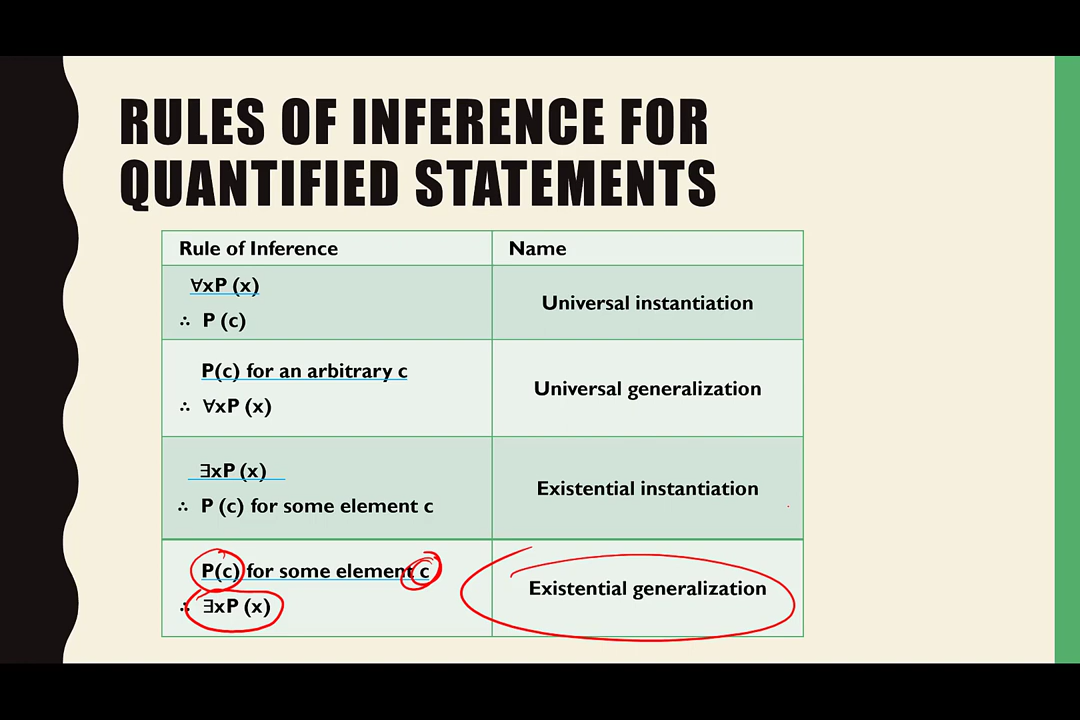 RULES OF INFERENCE FOR
QUANTIFIED STATEMENTS
Rule of Inference Name
∀xP (x)
∴ P (c)
Universal instantiation
P(c) for an arbitrary c
∴ ∀xP (x)
Universal generalization
∃xP (x)
∴ P (c) for some element c
Existential instantiation
P(c) for some element c
∴ ∃xP (x)
Existential generalization